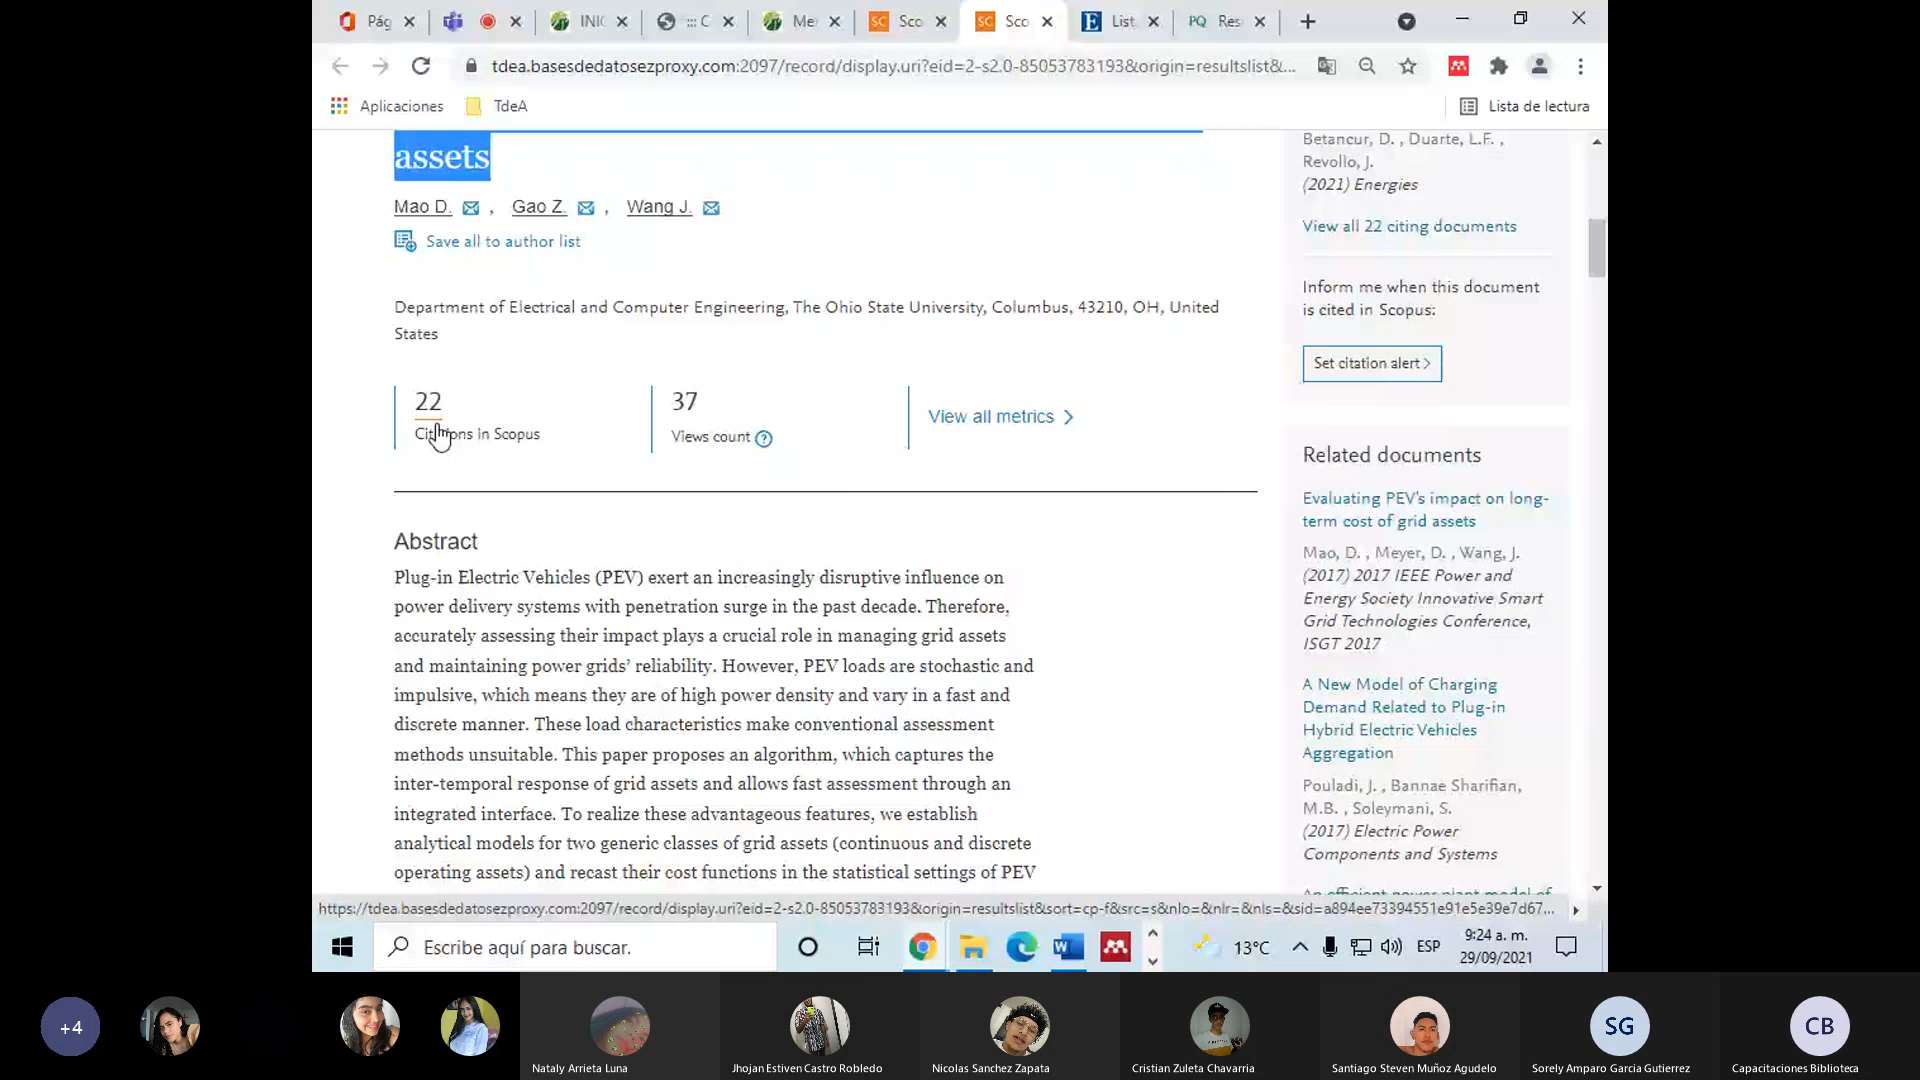 Pág
INIC
::: C
Me
Sco
Sco
List
PQ Res
tdea.basesdedatosezproxy.com:2097/record/display.uri?eid=2-s2.0-85053783193&origin=resultslist&...
Aplicaciones
TdeA
Lista de lectura
assets
Mao D. , Gao Z. , Wang J.
Save all to author list
Department of Electrical and Computer Engineering, The Ohio State University, Columbus, 43210, OH, United
States
22
Citations in Scopus
37
Views count ?
View all metrics >
Abstract
Plug-in Electric Vehicles (PEV) exert an increasingly disruptive influence on
power delivery systems with penetration surge in the past decade. Therefore,
accurately assessing their impact plays a crucial role in managing grid assets
and maintaining power grids’ reliability. However, PEV loads are stochastic and
impulsive, which means they are of high power density and vary in a fast and
discrete manner. These load characteristics make conventional assessment
methods unsuitable. This paper proposes an algorithm, which captures the
inter-temporal response of grid assets and allows fast assessment through an
integrated interface. To realize these advantageous features, we establish
analytical models for two generic classes of grid assets (continuous and discrete
operating assets) and recast their cost functions in the statistical settings of PEV
Betancur, D. , Duarte, L.F. ,
Revollo, J.
(2021) Energies
View all 22 citing documents
Inform me when this document
is cited in Scopus:
Set citation alert >
Related documents
Evaluating PEV's impact on long-
term cost of grid assets
Mao, D. , Meyer, D. , Wang, J.
(2017) 2017 IEEE Power and
Energy Society Innovative Smart
Grid Technologies Conference,
ISGT 2017
A New Model of Charging
Demand Related to Plug-in
Hybrid Electric Vehicles
Aggregation
Pouladi, J. , Bannae Sharifian,
M.B. , Soleymani, S.
(2017) Electric Power
Components and Systems
An efficient power plant model of
https://tdea.basesdedatosezproxy.com:2097/record/display.uri?eid=2-s2.0-85053783193&origin=resultslist&sort=cp-f&src=s&nlo=&nlr=&nls=&sid=a894ee73394551e91e5e39e7d67...
Escribe aquí para buscar.
13°C
ESP
9:24 a. m.
29/09/2021
+4
SG
CB
Nataly Arrieta Luna
Jhojan Estiven Castro Robledo
Nicolas Sanchez Zapata
Cristian Zuleta Chavarria
Santiago Steven Muñoz Agudelo
Sorely Amparo Garcia Gutierrez
Capacitaciones Biblioteca